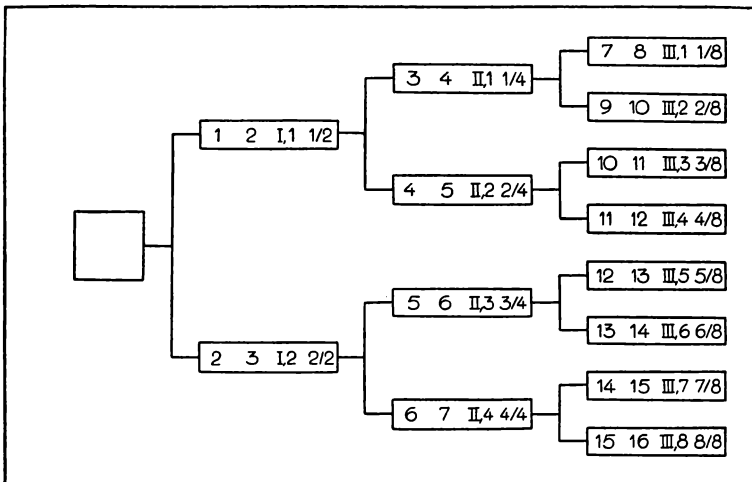 7 8 III,1 1/8
3 4 II,1 1/4
9 10 III,2 2/8
1 2 I,1 1/2
10 11 III,3 3/8
4 5 II,2 2/4
11 12 III,4 4/8
12 13 III,5 5/8
5 6 II,3 3/4
13 14 III,6 6/8
2 3 I,2 2/2
14 15 III,7 7/8
6 7 II,4 4/4
15 16 III,8 8/8